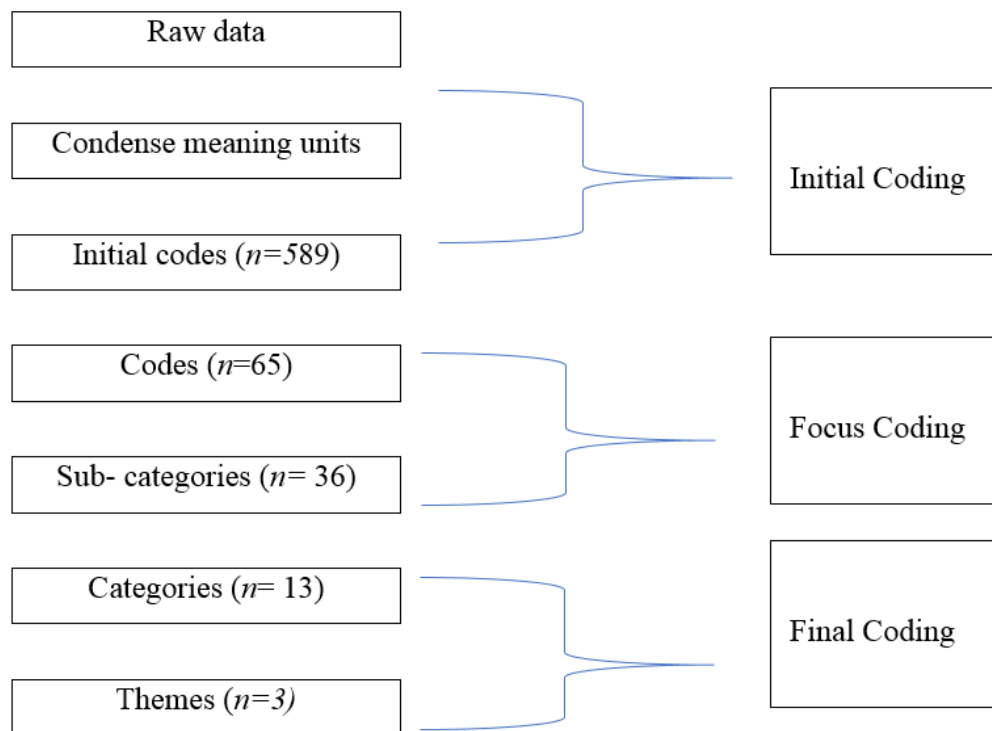 Raw data
Condense meaning units
Initial Coding
Initial codes (n=589)
Codes (n=65)
Focus Coding
Sub- categories (n= 36)
Categories (n= 13)
Final Coding
Themes (n=3)